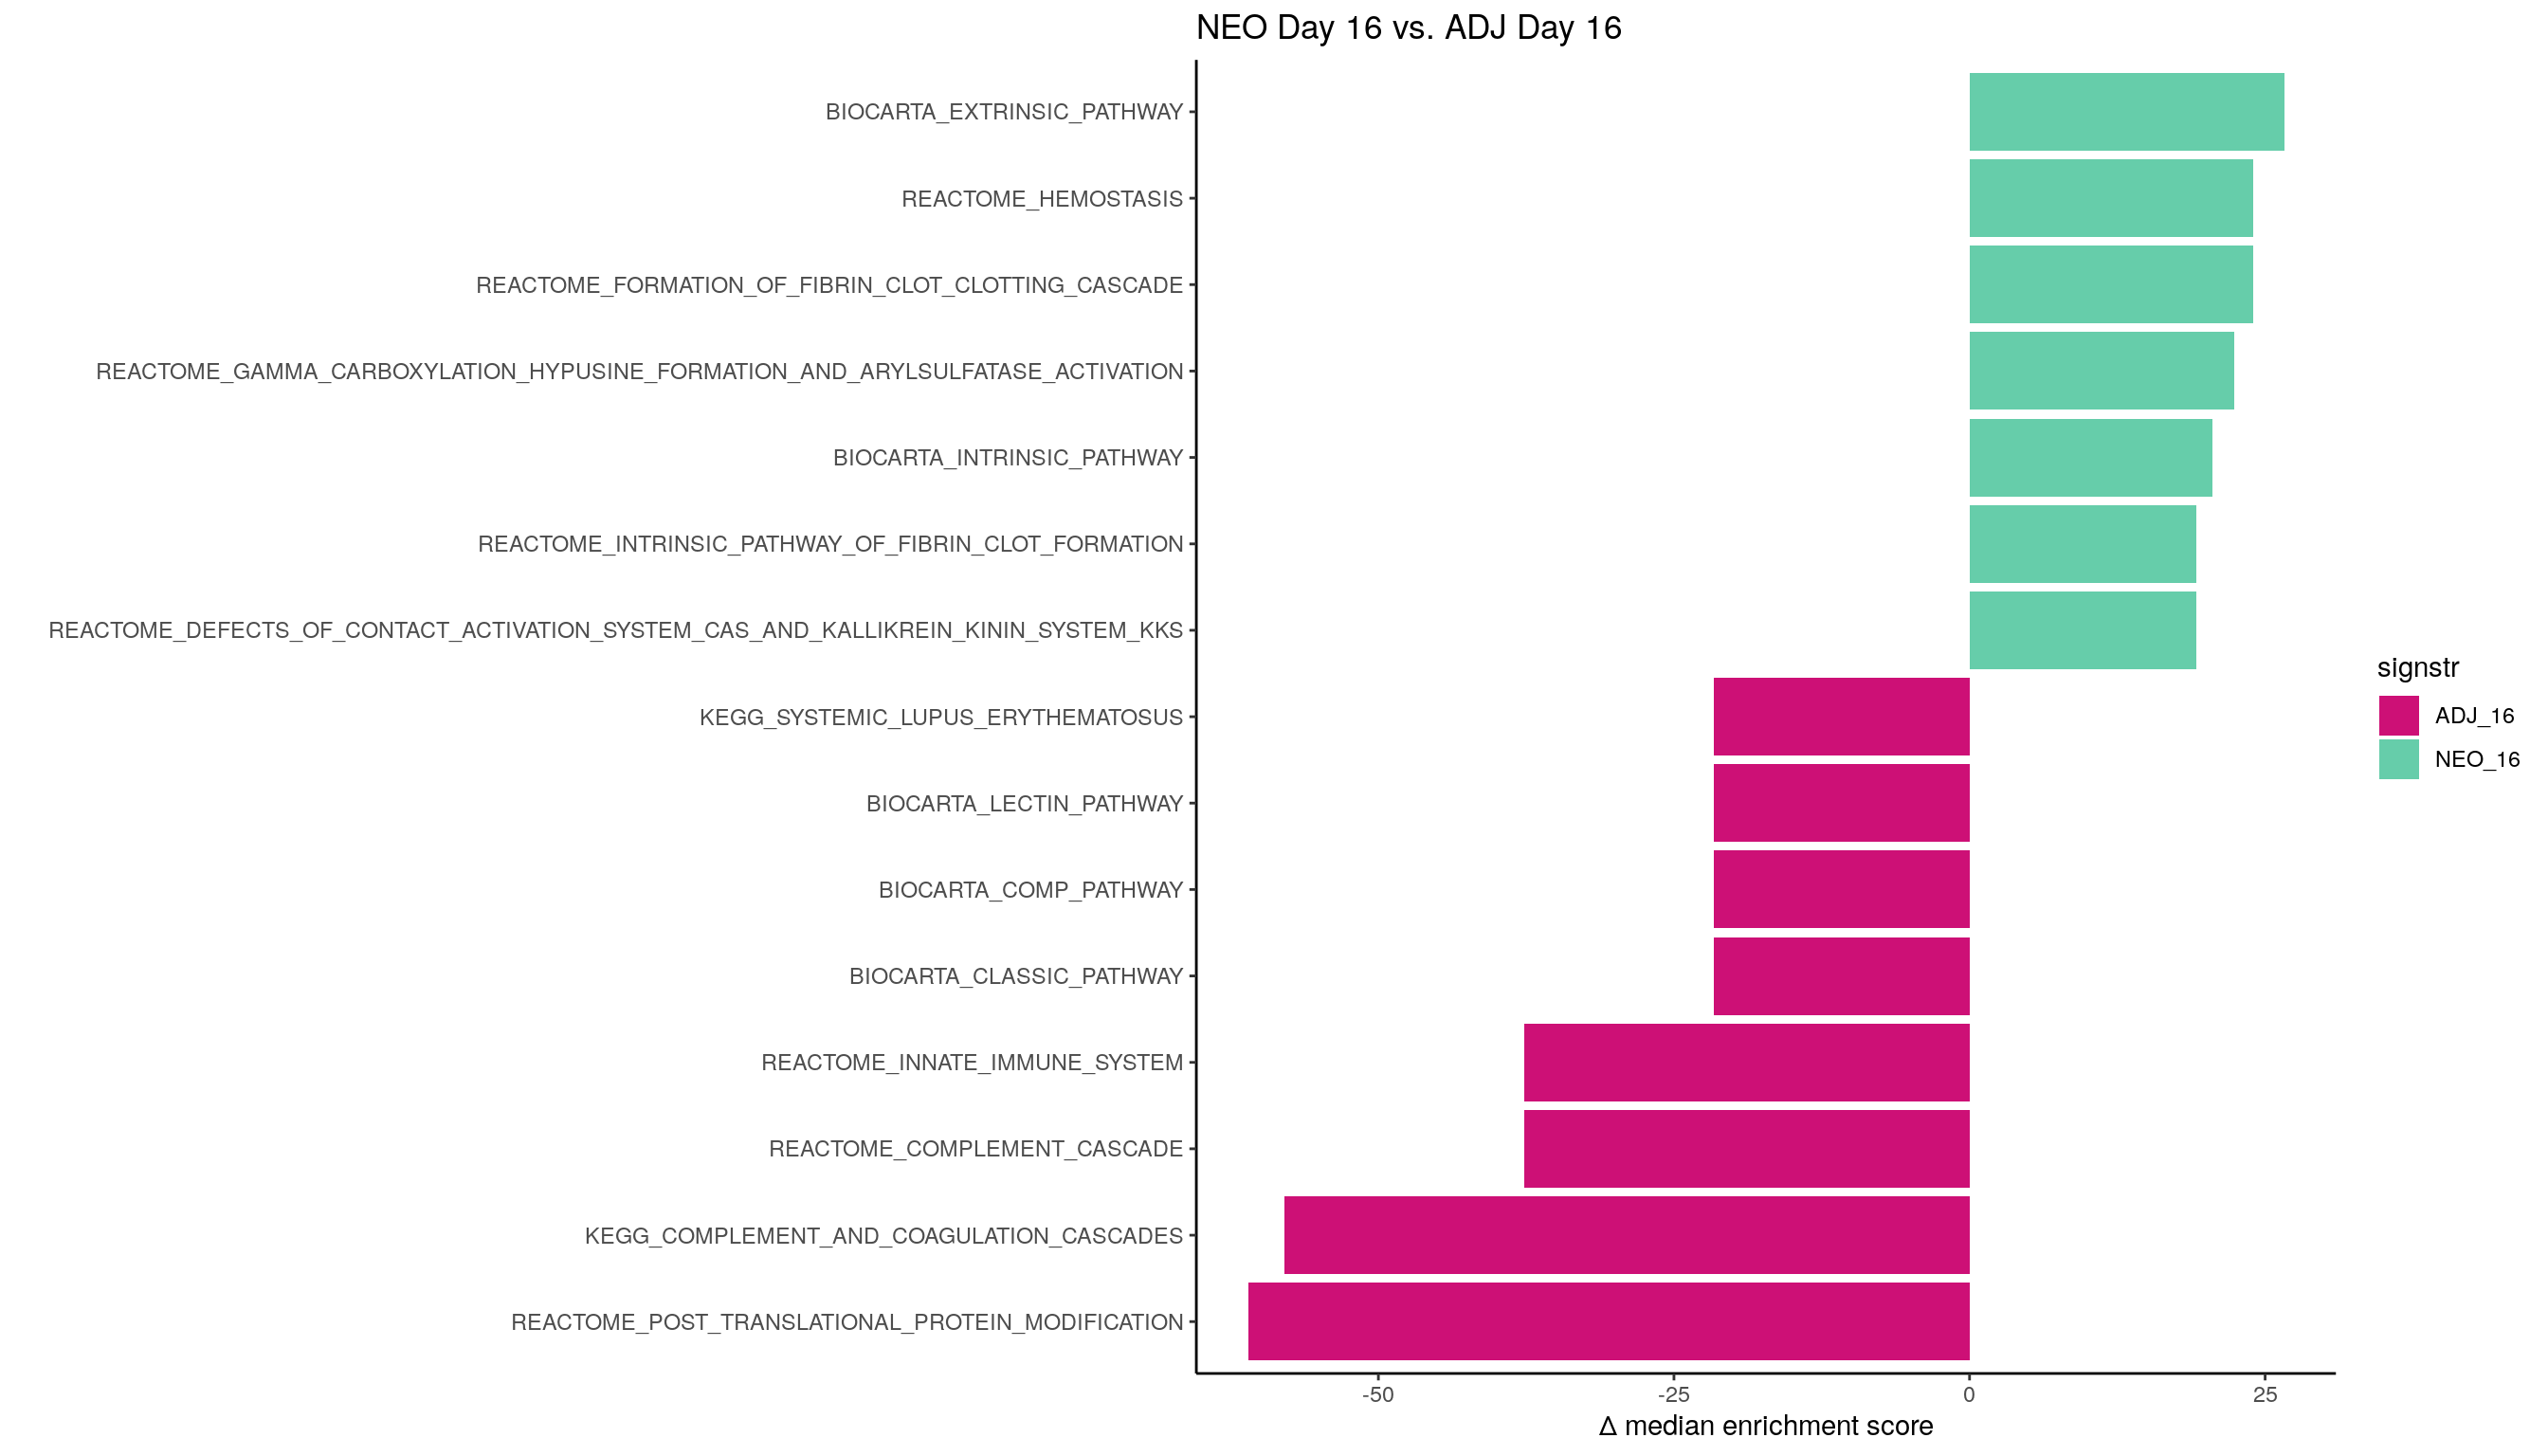 NEO Day 16 vs. ADJ Day 16
BIOCARTA_EXTRINSIC_PATHWAY
REACTOME_HEMOSTASIS
REACTOME_FORMATION_OF_FIBRIN_CLOT_CLOTTING_CASCADE
REACTOME_GAMMA_CARBOXYLATION_HYPUSINE_FORMATION_AND_ARYLSULFATASE_ACTIVATION
BIOCARTA_INTRINSIC_PATHWAY
REACTOME_INTRINSIC_PATHWAY_OF_FIBRIN_CLOT_FORMATION
REACTOME_DEFECTS_OF_CONTACT_ACTIVATION_SYSTEM_CAS_AND_KALLIKREIN_KININ_SYSTEM_KKS
KEGG_SYSTEMIC_LUPUS_ERYTHEMATOSUS
BIOCARTA_LECTIN_PATHWAY
BIOCARTA_COMP_PATHWAY
BIOCARTA_CLASSIC_PATHWAY
REACTOME_INNATE_IMMUNE_SYSTEM
REACTOME_COMPLEMENT_CASCADE
KEGG_COMPLEMENT_AND_COAGULATION_CASCADES
REACTOME_POST_TRANSLATIONAL_PROTEIN_MODIFICATION
-50 -25 0 25
Δ median enrichment score
signstr
ADJ_16
NEO_16